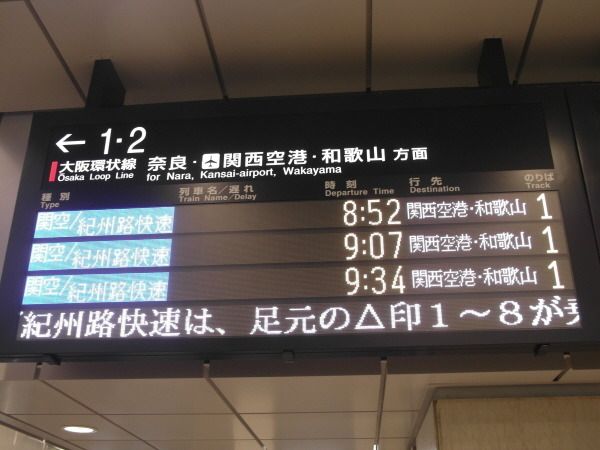 ← 1・2
大阪環状線 奈良・関西空港・和歌山 方面
Osaka Loop Line for Nara, Kansai-airport, Wakayama
種別 列車名/遅れ 時刻 行先 のりば
Type Train Name/Delay Departure Time Destination Track
関空/紀州路快速 8:52 関西空港・和歌山 1
関空/紀州路快速 9:07 関西空港・和歌山 1
関空/紀州路快速 9:34 関西空港・和歌山 1
/紀州路快速は、足元の△印1～8が